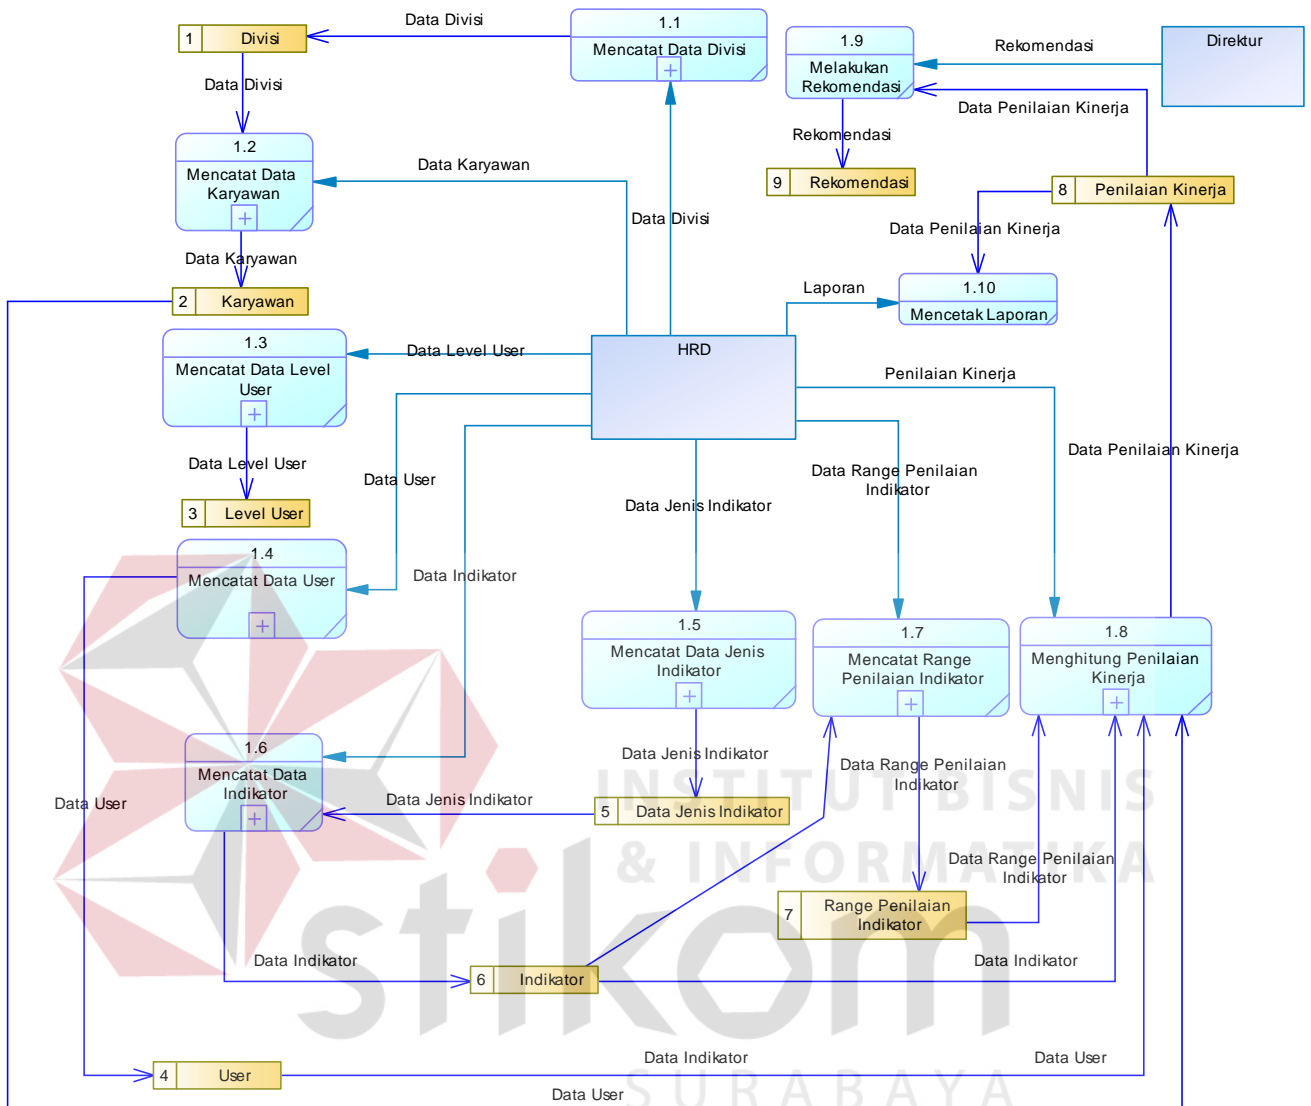 Data Divisi
1.1
Mencatat Data Divisi
1 Divisi
Data Divisi
1.9
Melakukan
Rekomendasi
Rekomendasi
Direktur
Data Penilaian Kinerja
Rekomendasi
9 Rekomendasi
8 Penilaian Kinerja
1.2
Mencatat Data
Karyawan
Data Karyawan
Data Divisi
Data Penilaian Kinerja
Data Karyawan
2 Karyawan
Laporan
1.10
Mencetak Laporan
1.3
Mencatat Data Level
User
Data Level User
HRD
Penilaian Kinerja
Data Level User
3 Level User
Data User
Data Jenis Indikator
Data Range Penilaian
Indikator
Data Penilaian Kinerja
1.4
Mencatat Data User
Data Indikator
1.5
Mencatat Data Jenis
Indikator
1.7
Mencatat Range
Penilaian Indikator
1.8
Menghitung Penilaian
Kinerja
1.6
Mencatat Data
Indikator
Data Jenis Indikator
Data Range Penilaian
Indikator
Data User
Data Jenis Indikator
5 Data Jenis Indikator
INSTITUT BISNIS
& INFORMATIKA
Data Range Penilaian
Indikator
7 Range Penilaian
Indikator
stikom
Data Indikator
6 Indikator
Data Indikator
4 User
Data Indikator
Data User
SURABAYA
Data User